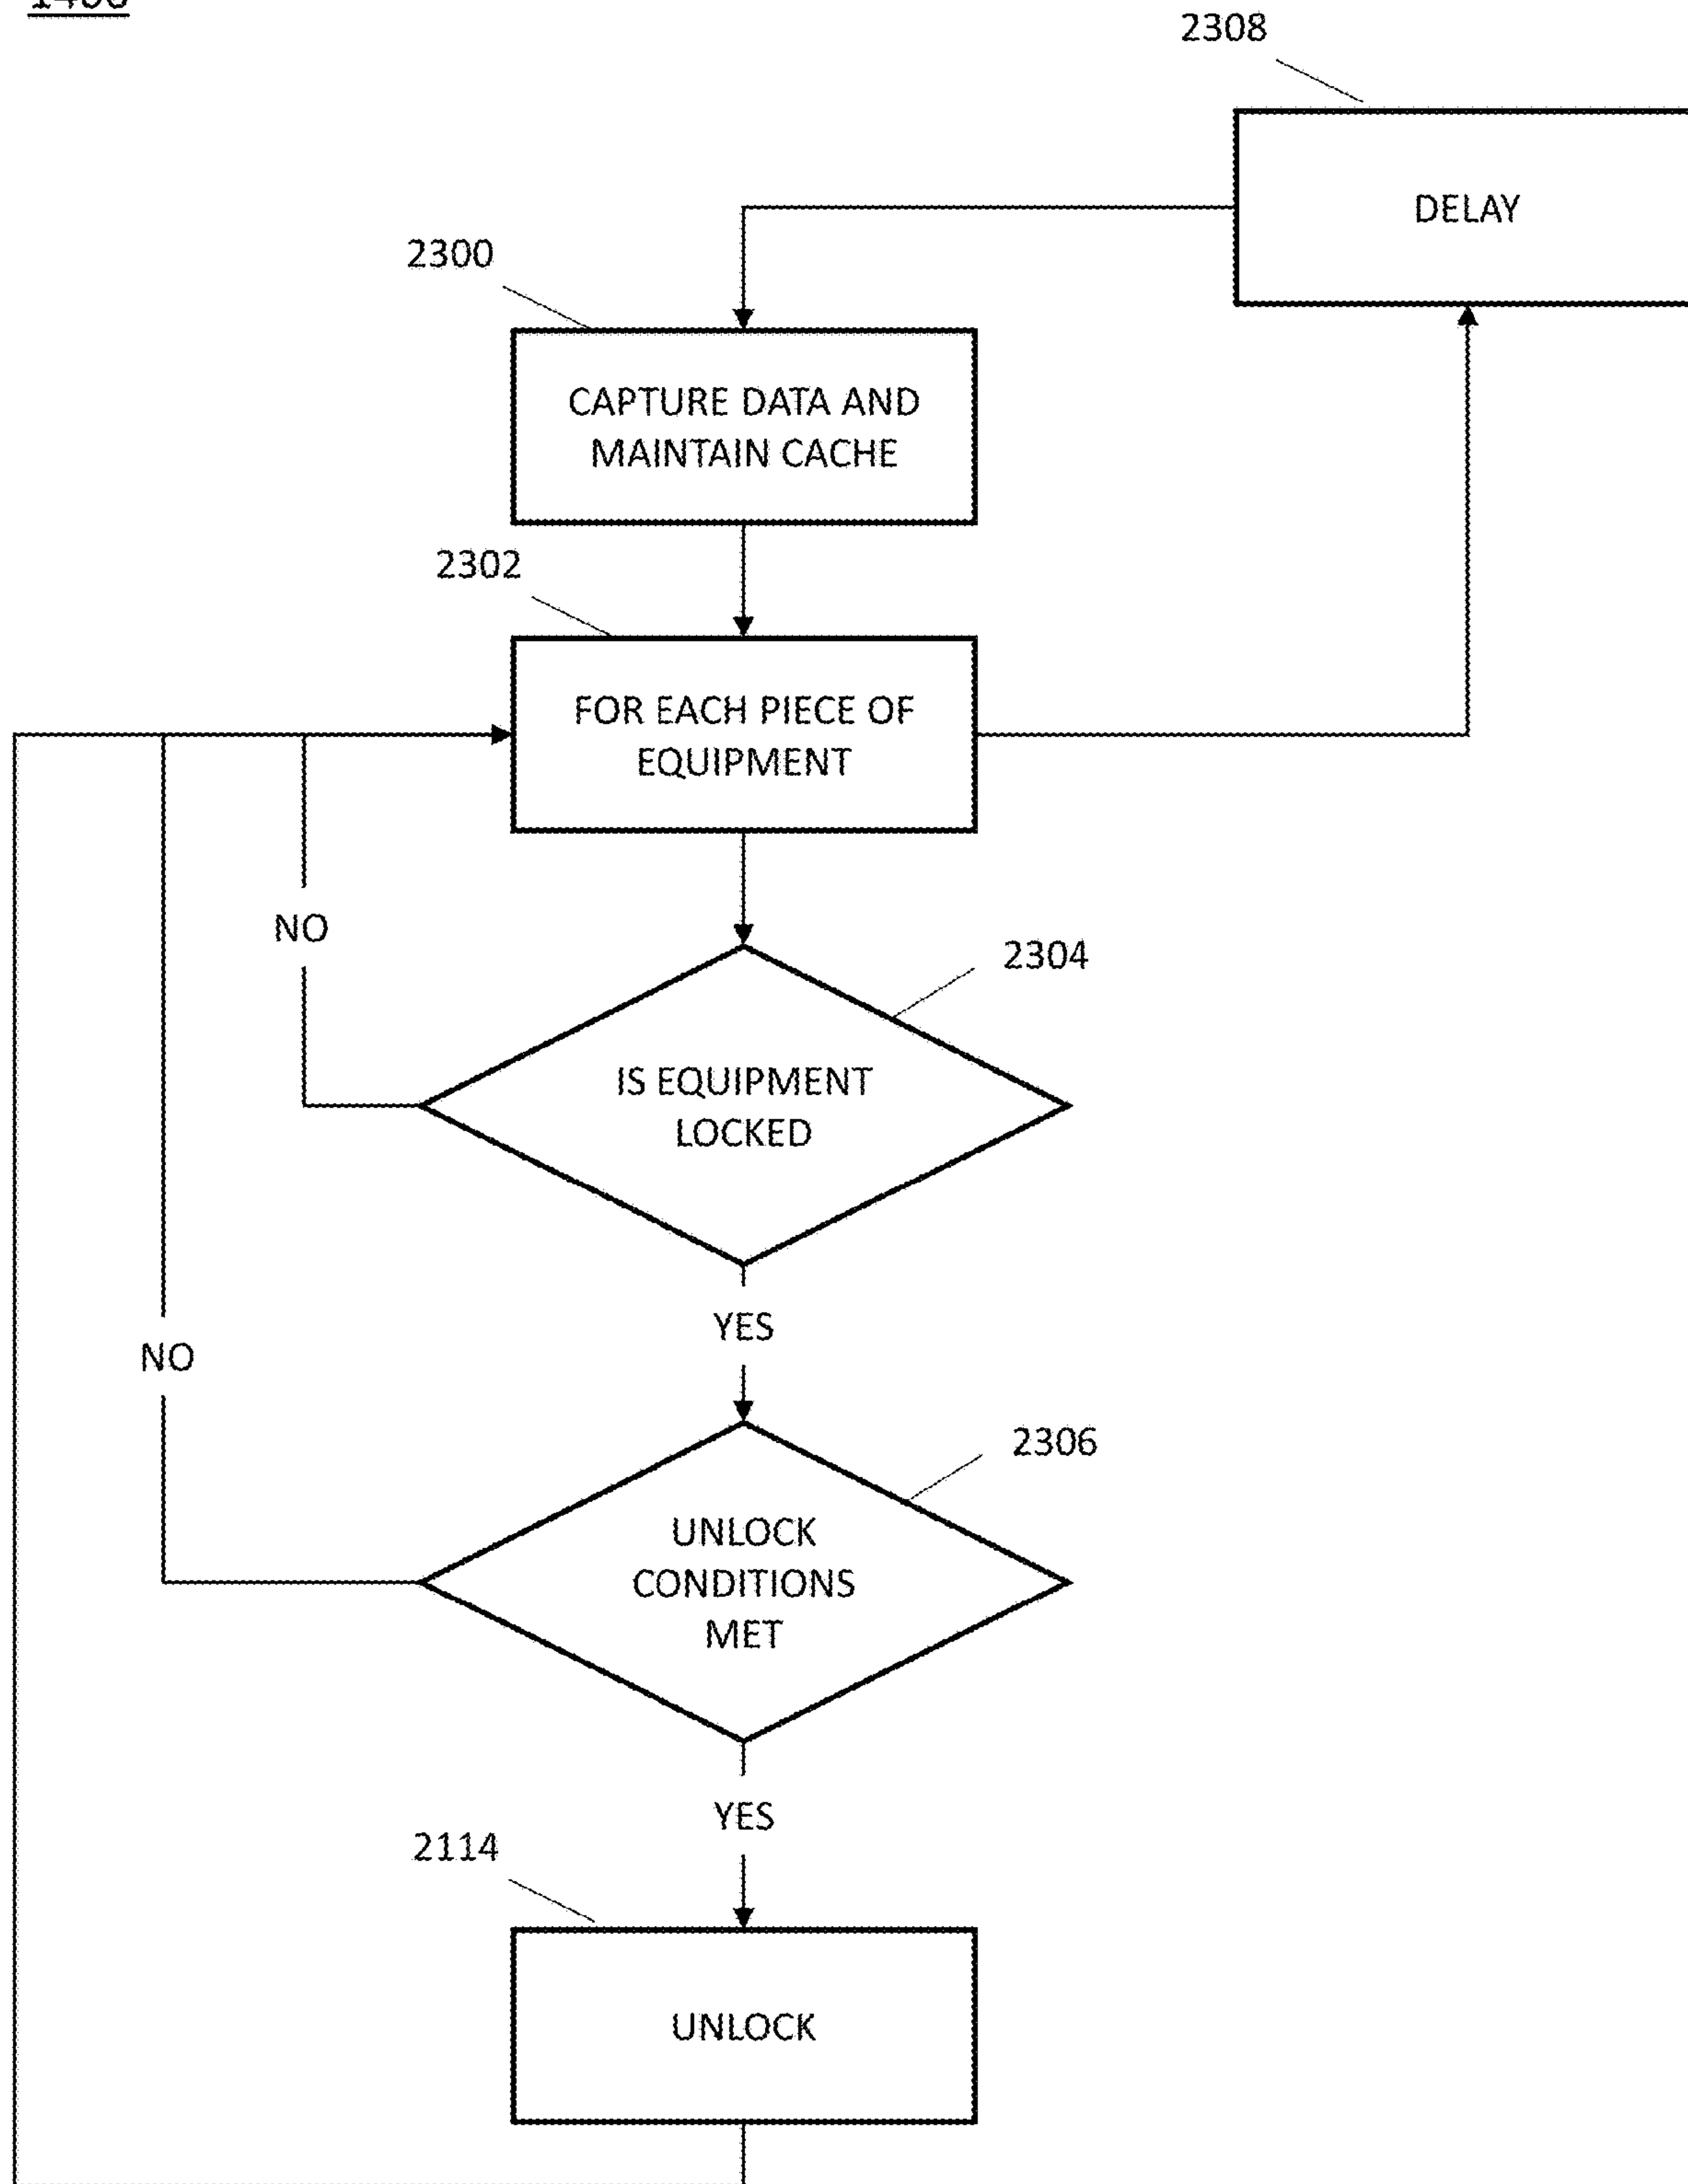 2308
DELAY
2300
CAPTURE DATA AND
MAINTAIN CACHE
2302
FOR EACH PIECE OF
EQUIPMENT
NO
2304
IS EQUIPMENT
LOCKED
YES
NO
2306
UNLOCK
CONDITIONS
MET
YES
2114
UNLOCK